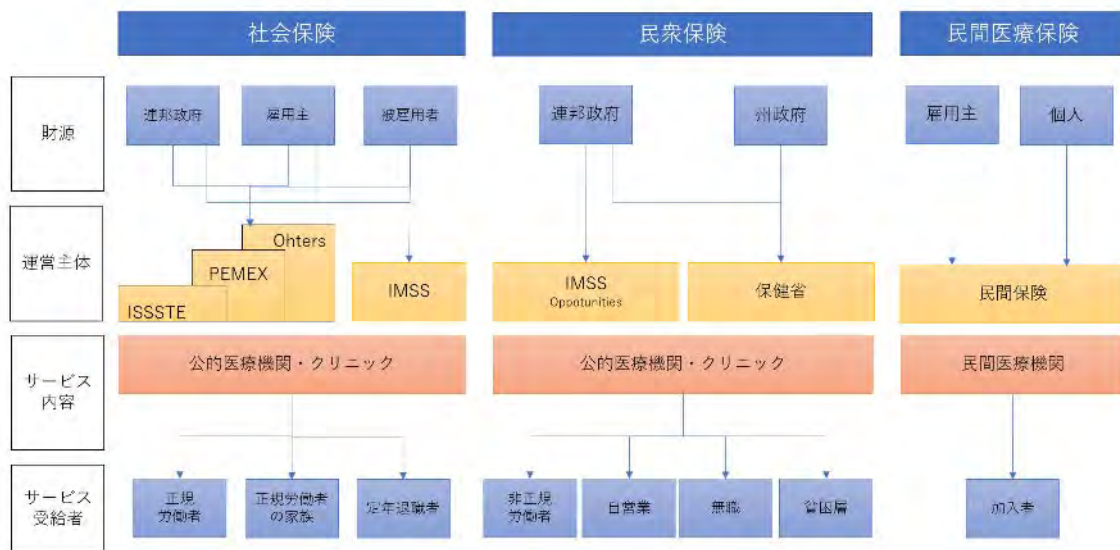 社会保険
民衆保険
民間医療保険
財源
連邦政府
雇用主
被雇用者
連邦政府
州政府
雇用主
個人
運営主体
ISSSTE
PEMEX
Ohters
IMSS
IMSS
Oppotunities
保健省
民間保険
サービス
内容
公的医療機関・クリニック
公的医療機関・クリニック
民間医療機関
サービス
受給者
正規
労働者
正規労働者
の家族
定年退職者
非正規
労働者
自営業
無職
貧困層
加入者